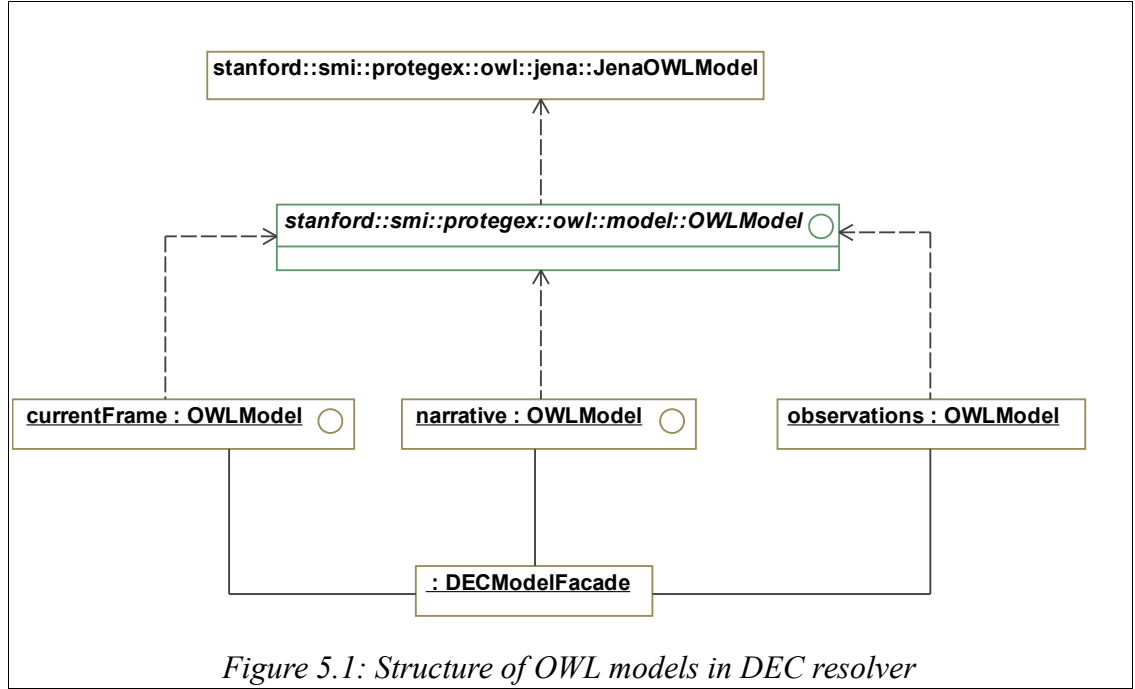 stanford::smi::protegex::owl::jena::JenaOWLModel
stanford::smi::protegex::owl::model::OWLModel
currentFrame : OWLModel
narrative : OWLModel
observations : OWLModel
: DECModelFacade
Figure 5.1: Structure of OWL models in DEC resolver